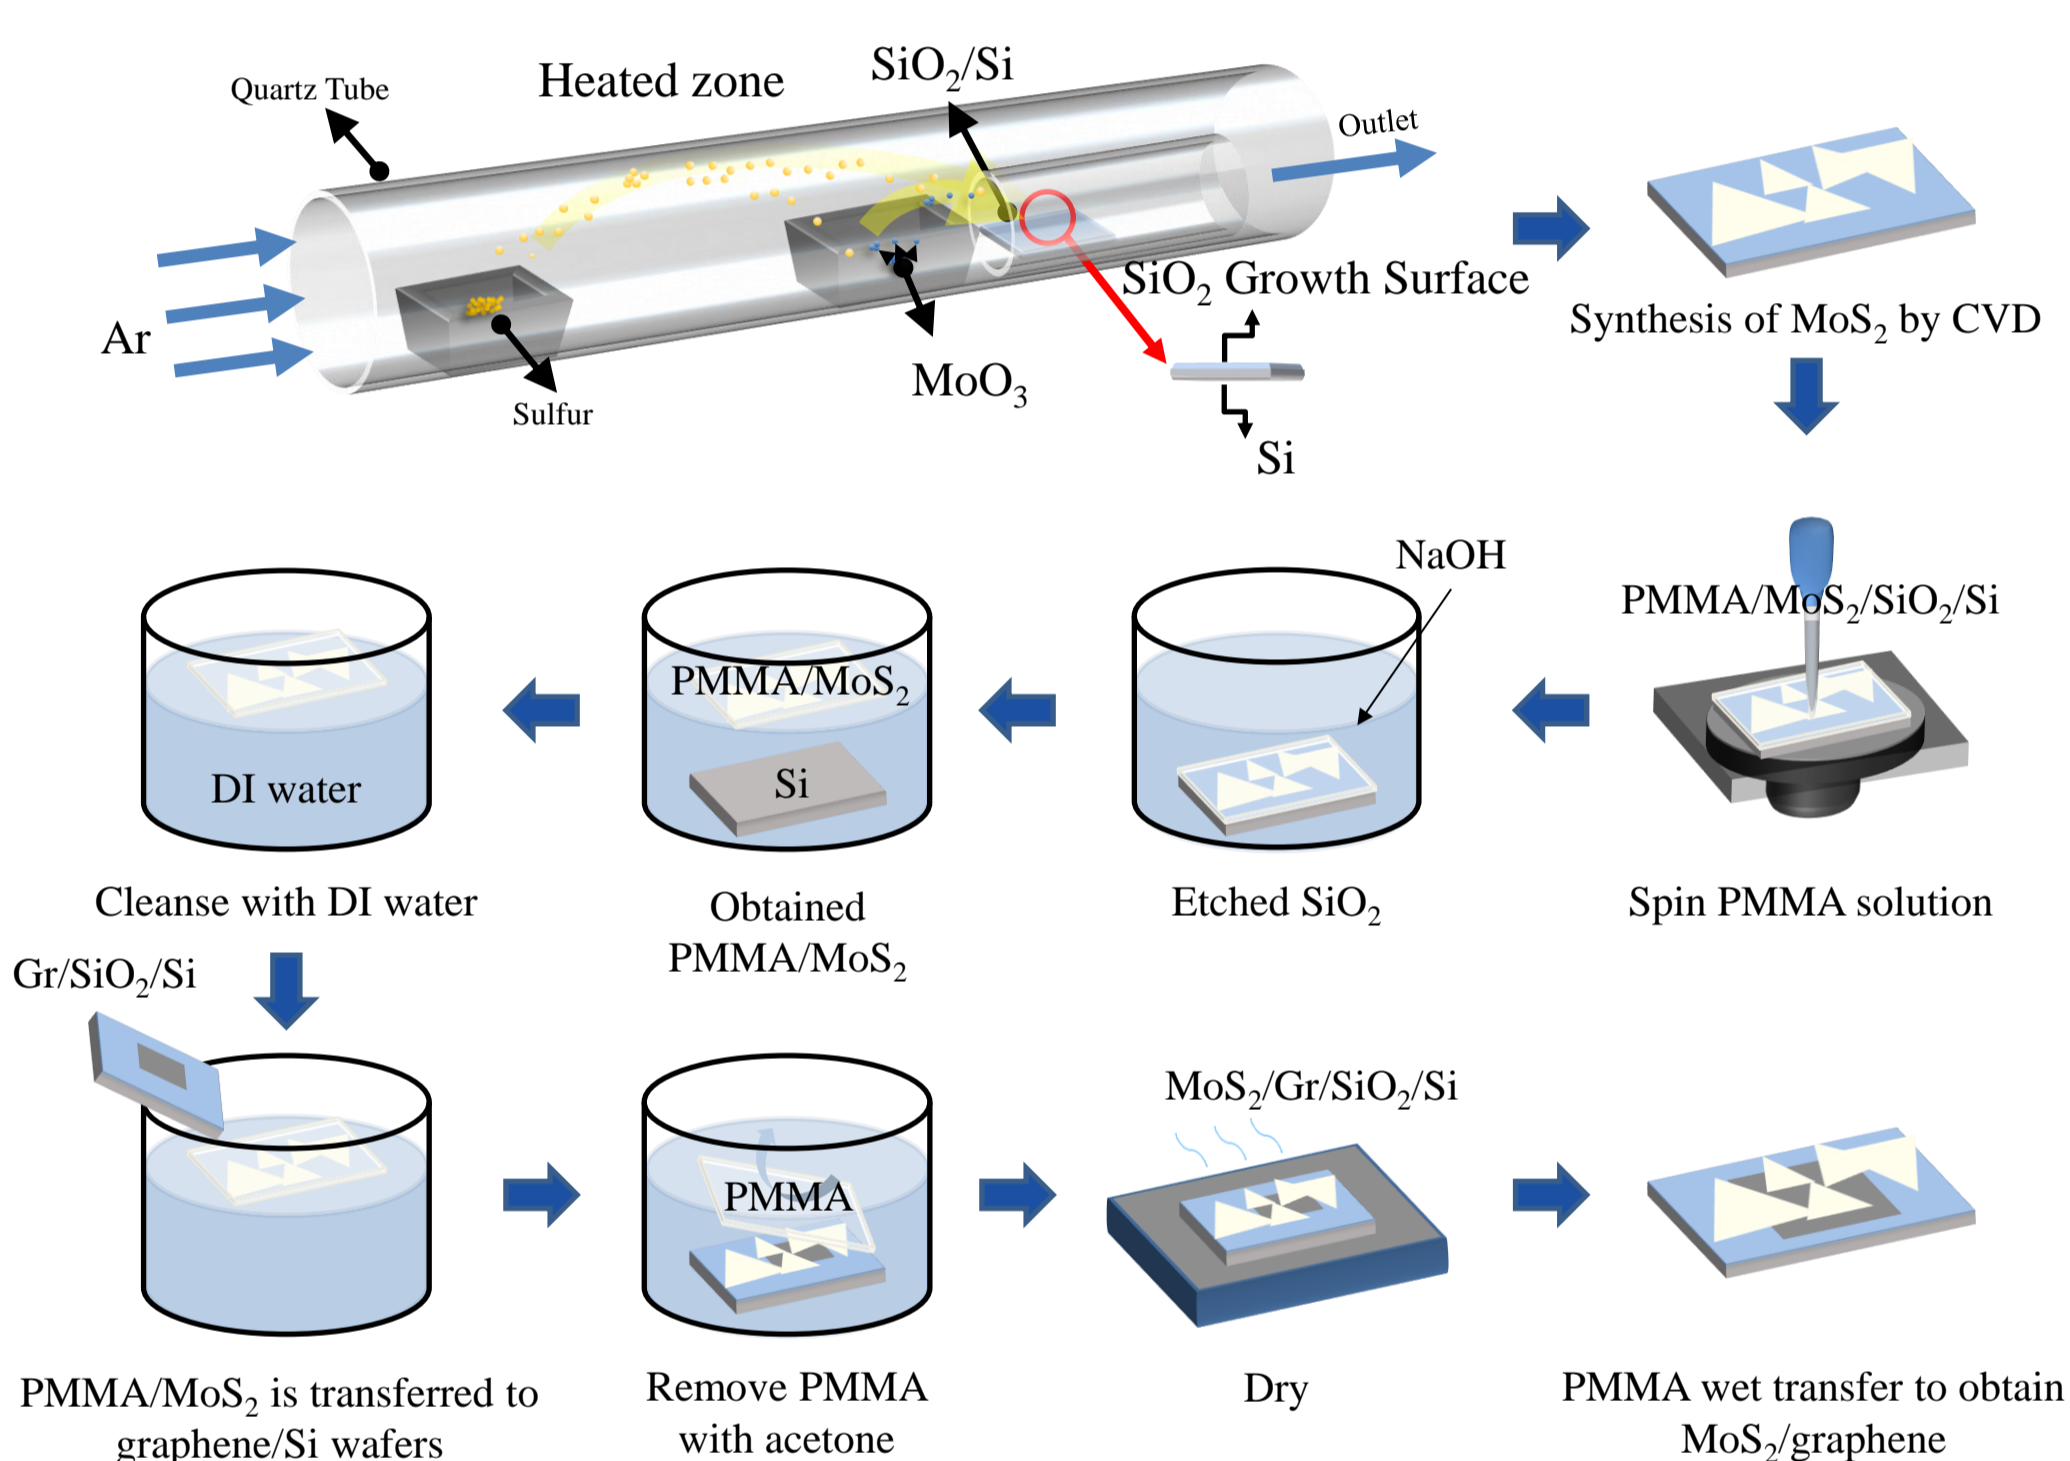 Quartz Tube
Heated zone
SiO₂/Si
Outlet
Ar
Sulfur
MoO₃
SiO₂ Growth Surface
Si
Synthesis of MoS₂ by CVD
PMMA/MoS₂/SiO₂/Si
Spin PMMA solution
NaOH
Etched SiO₂
PMMA/MoS₂
Si
Obtained
PMMA/MoS₂
DI water
Cleanse with DI water
Gr/SiO₂/Si
PMMA/MoS₂ is transferred to
graphene/Si wafers
PMMA
Remove PMMA
with acetone
MoS₂/Gr/SiO₂/Si
Dry
PMMA wet transfer to obtain
MoS₂/graphene